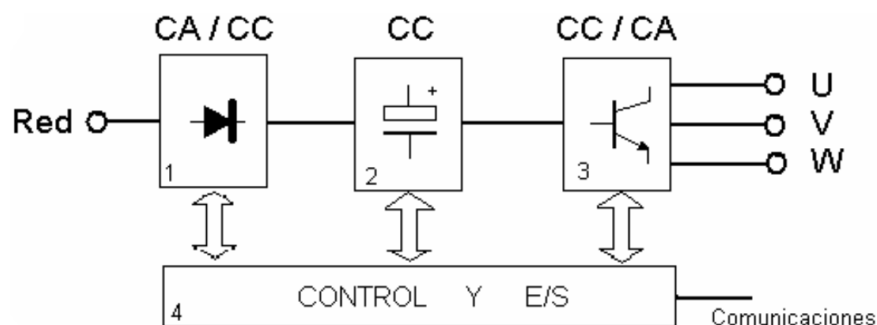 CA / CC
CC
CC / CA
Red
1
+
2
3
U
V
W
4
CONTROL Y E/S
Comunicaciones